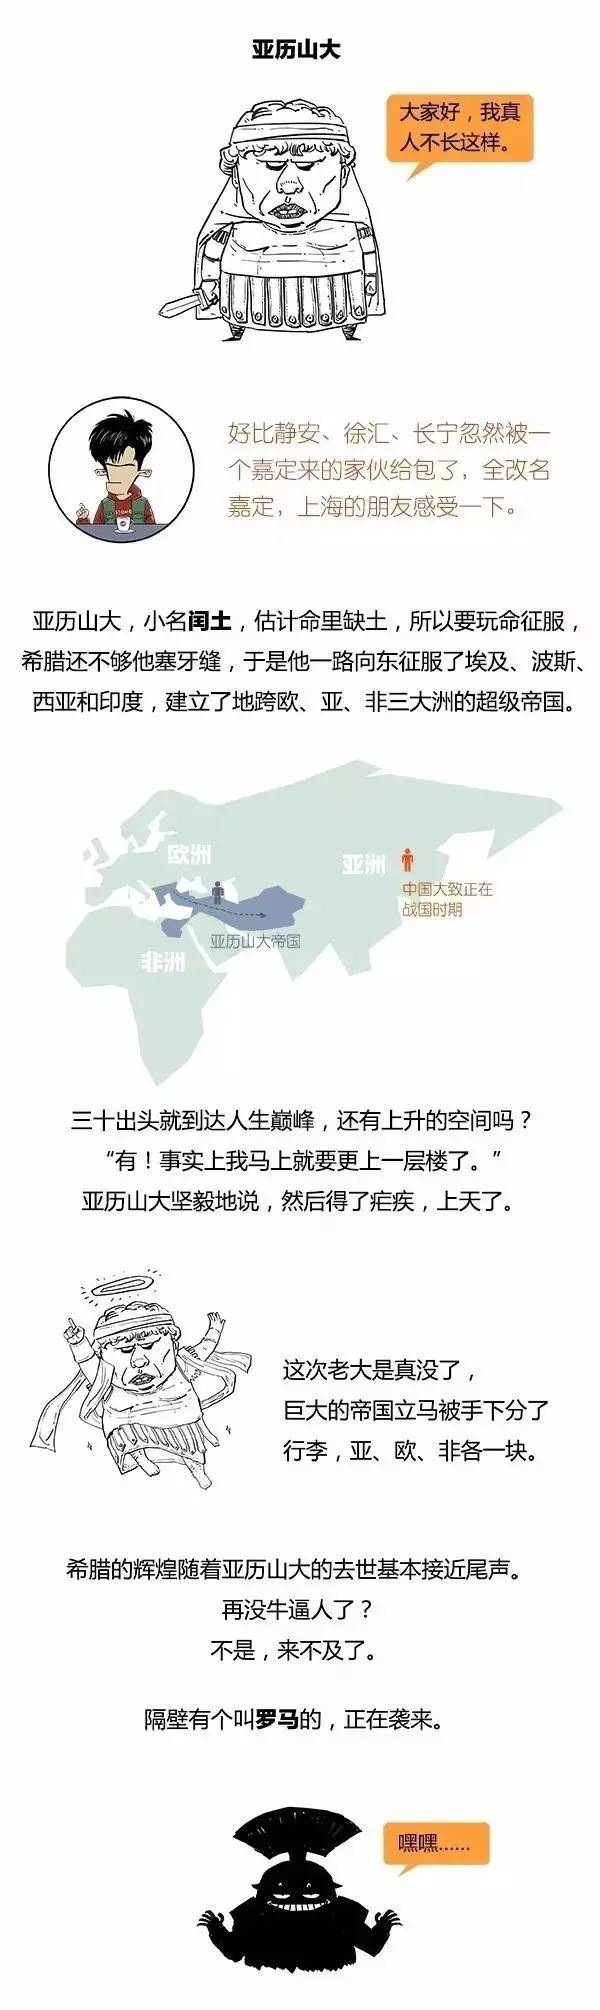 亚历山大
大家好，我真
人不长这样。
好比静安、徐汇、长宁忽然被一
个嘉定来的家伙给包了，全改名
嘉定，上海的朋友感受一下。
亚历山大，小名闰土，估计命里缺土，所以要玩命征服，
希腊还不够他塞牙缝，于是他一路向东征服了埃及、波斯、
西亚和印度，建立了地跨欧、亚、非三大洲的超级帝国。
欧洲
亚洲
中国大致正在
战国时期
亚历山大帝国
非洲
三十出头就到达人生巅峰，还有上升的空间吗？
“有！事实上我马上就要更上一层楼了。”
亚历山大坚毅地说，然后得了疟疾，上天了。
这次老大是真没了，
巨大的帝国立马被手下分了
行李，亚、欧、非各一块。
希腊的辉煌随着亚历山大的去世基本接近尾声。
再没牛逼人了？
不是，来不及了。
隔壁有个叫罗马的，正在袭来。
嘿嘿……